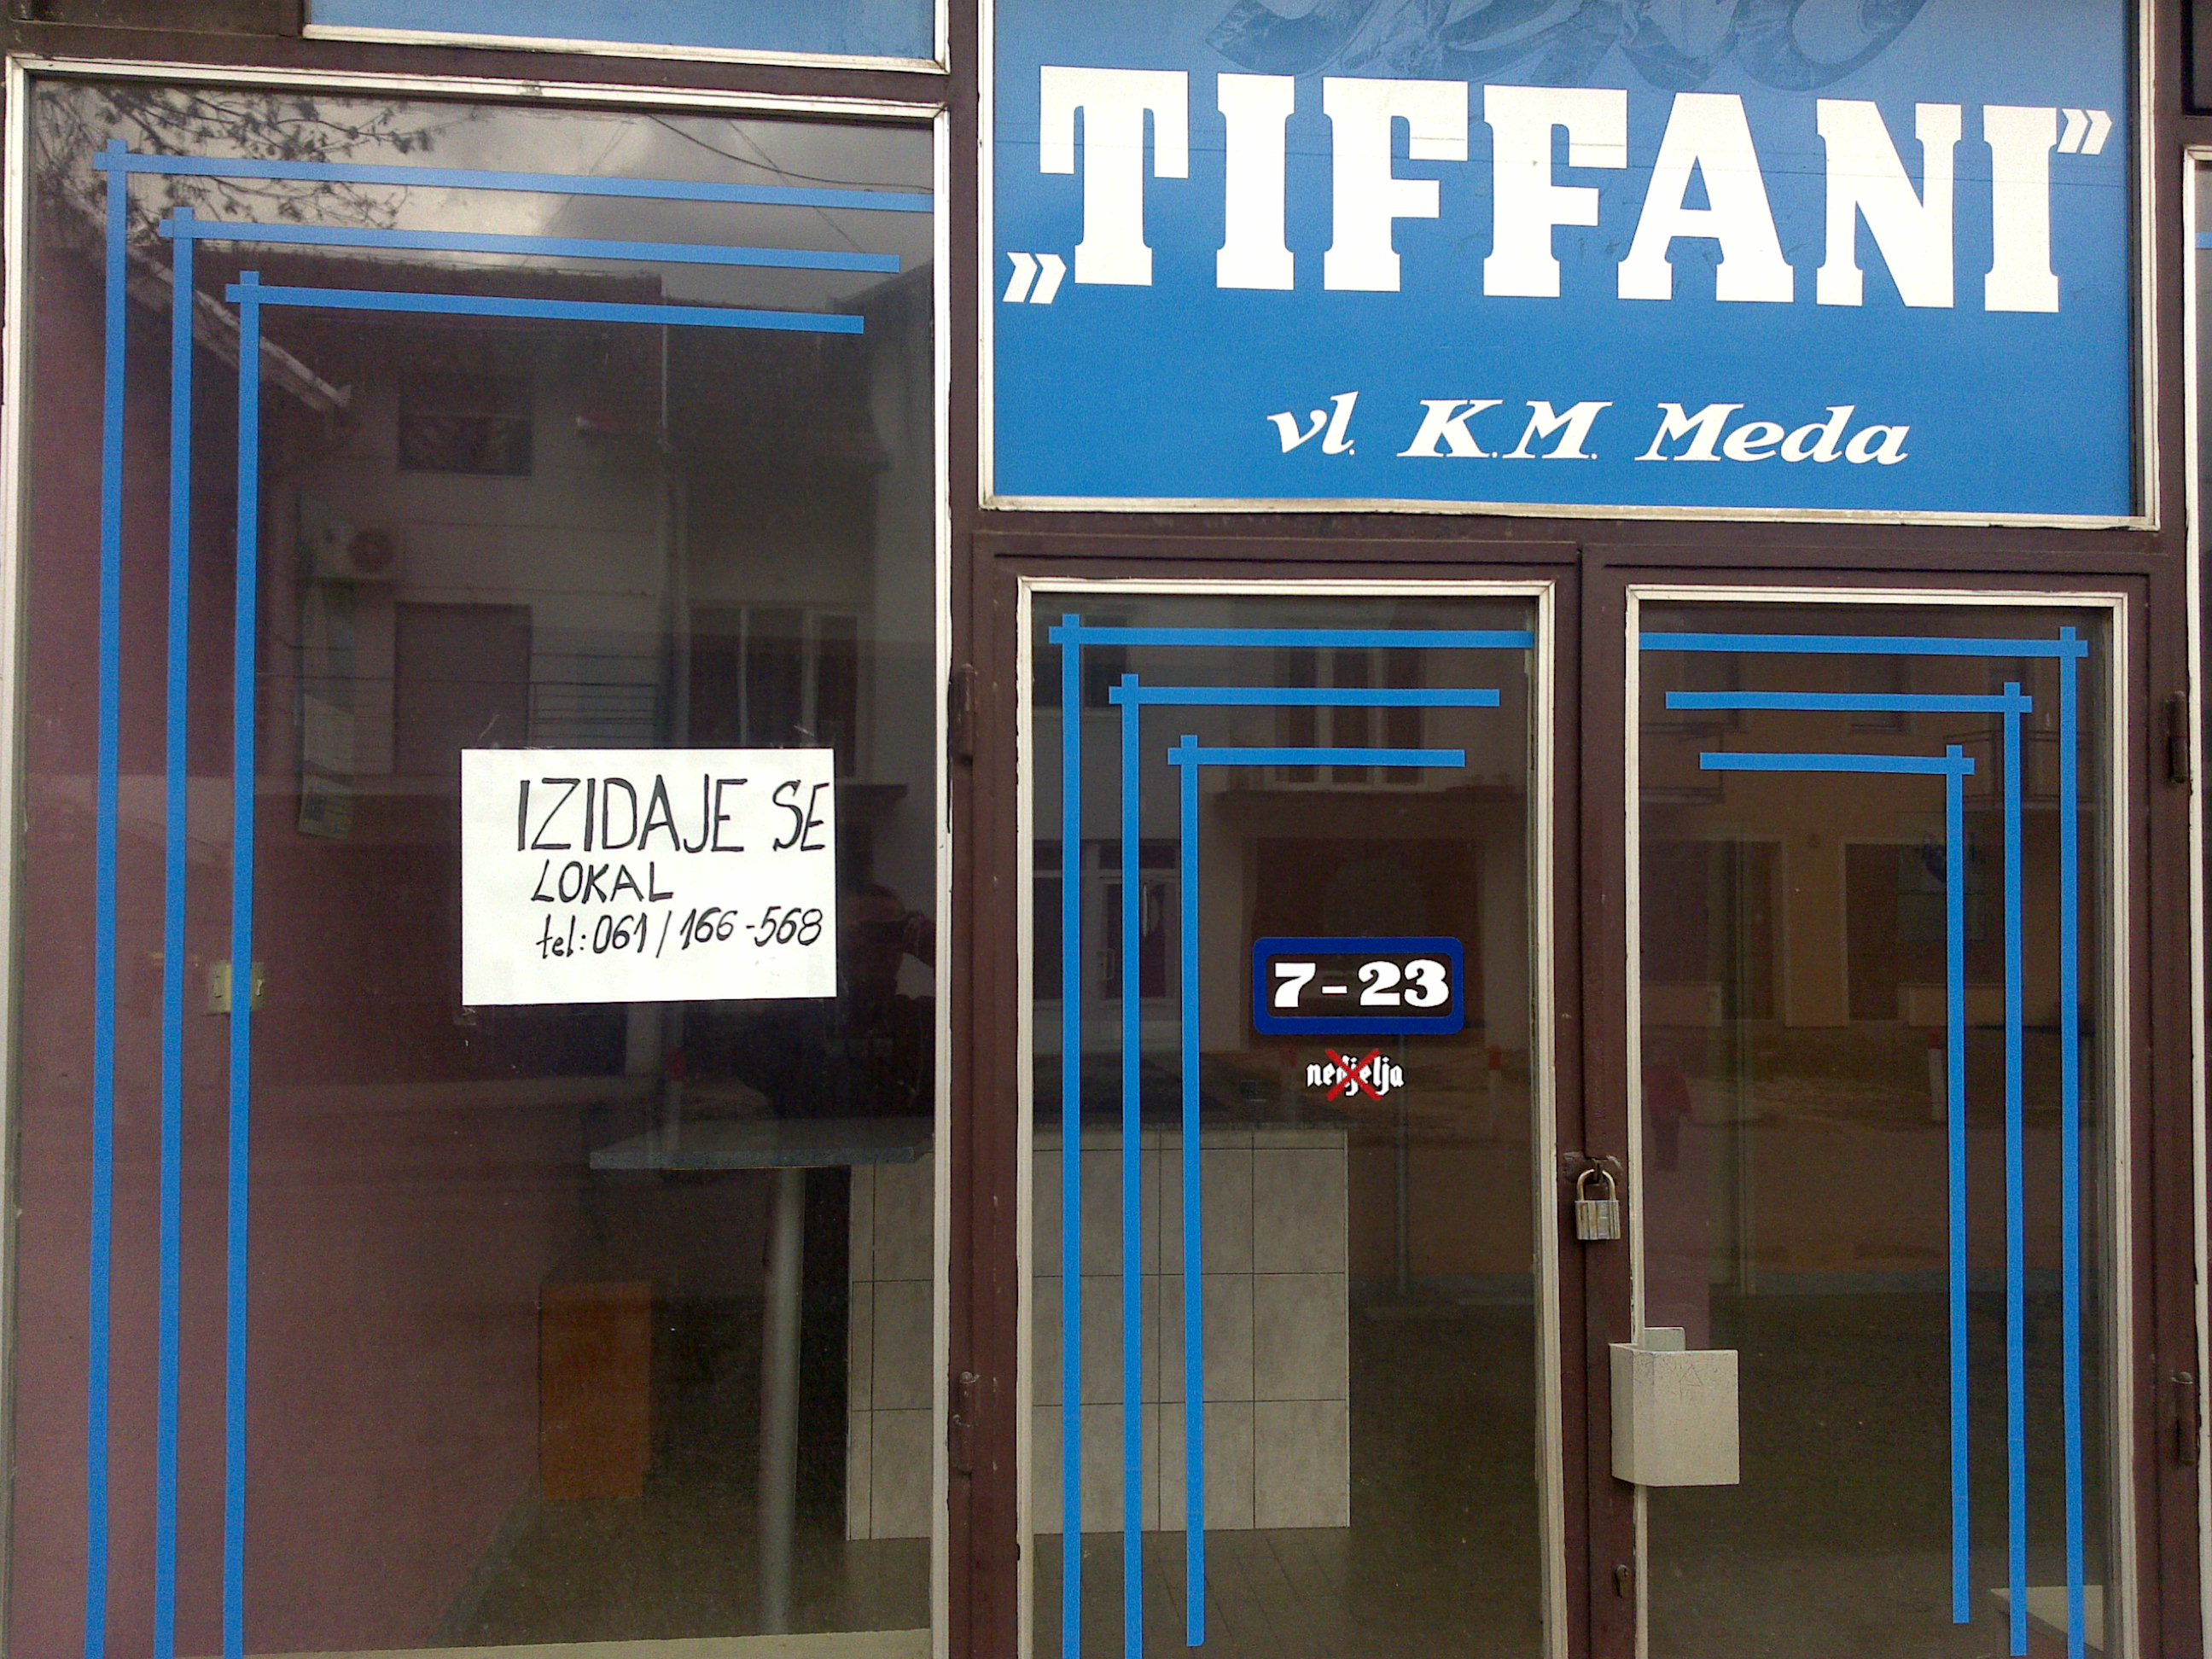 »TIFFANI»
vl. K.M. Meda
IZIDAJE SE
LOKAL
tel: 061/166-568
7-23
nedjelja